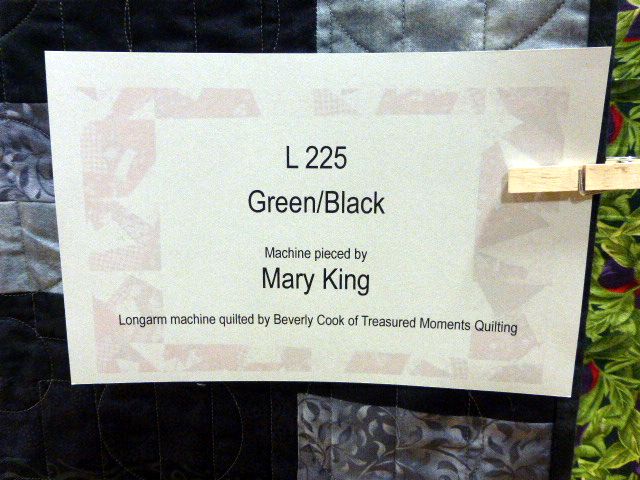 L 225
Green/Black
Machine pieced by
Mary King
Longarm machine quilted by Beverly Cook of Treasured Moments Quilting